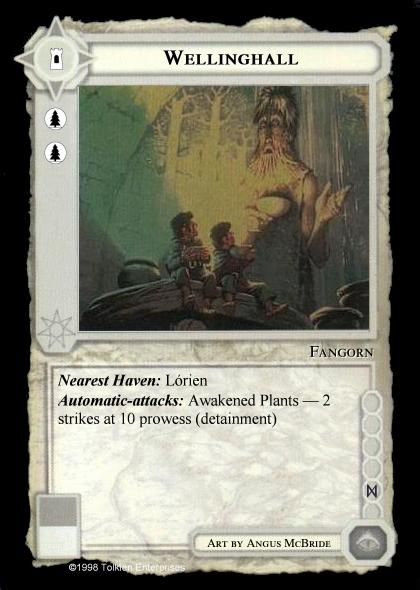 WELLINGHALL
FANGORN
Nearest Haven: Lórien
Automatic-attacks: Awakened Plants — 2
strikes at 10 prowess (detainment)
ART BY ANGUS MCBRIDE
©1998 Tolkien Enterprises